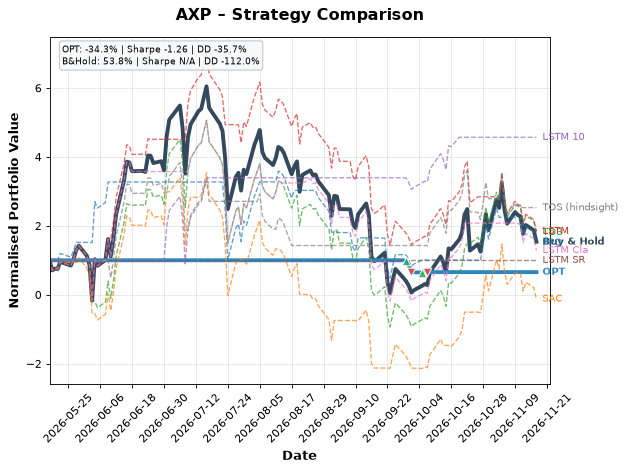 AXP – Strategy Comparison
OPT: -34.3% | Sharpe -1.26 | DD -35.7%
B&Hold: 53.8% | Sharpe N/A | DD -112.0%
Normalised Portfolio Value
6
4
2
0
−2
LSTM 10
TOS (hindsight)
LSTM
Buy & Hold
LSTM Cla
LSTM SR
OPT
SAC
2026-05-25
2026-06-06
2026-06-18
2026-06-30
2026-07-12
2026-07-24
2026-08-05
2026-08-17
2026-08-29
2026-09-10
2026-09-22
2026-10-04
2026-10-16
2026-10-28
2026-11-09
2026-11-21
Date